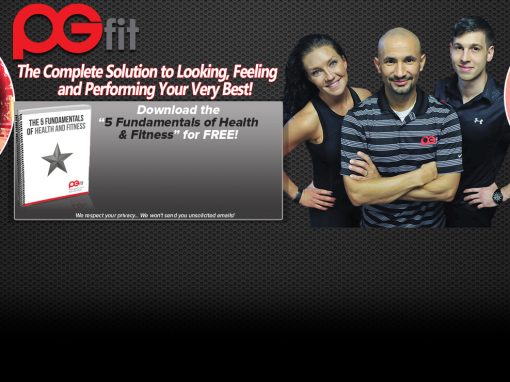 PGfit
The Complete Solution to Looking, Feeling
and Performing Your Very Best!
Download the
“5 Fundamentals of Health
& Fitness” for FREE!
THE 5 FUNDAMENTALS
OF HEALTH AND FITNESS
PGfit
We respect your privacy... We won't send you unsolicited emails!
PG